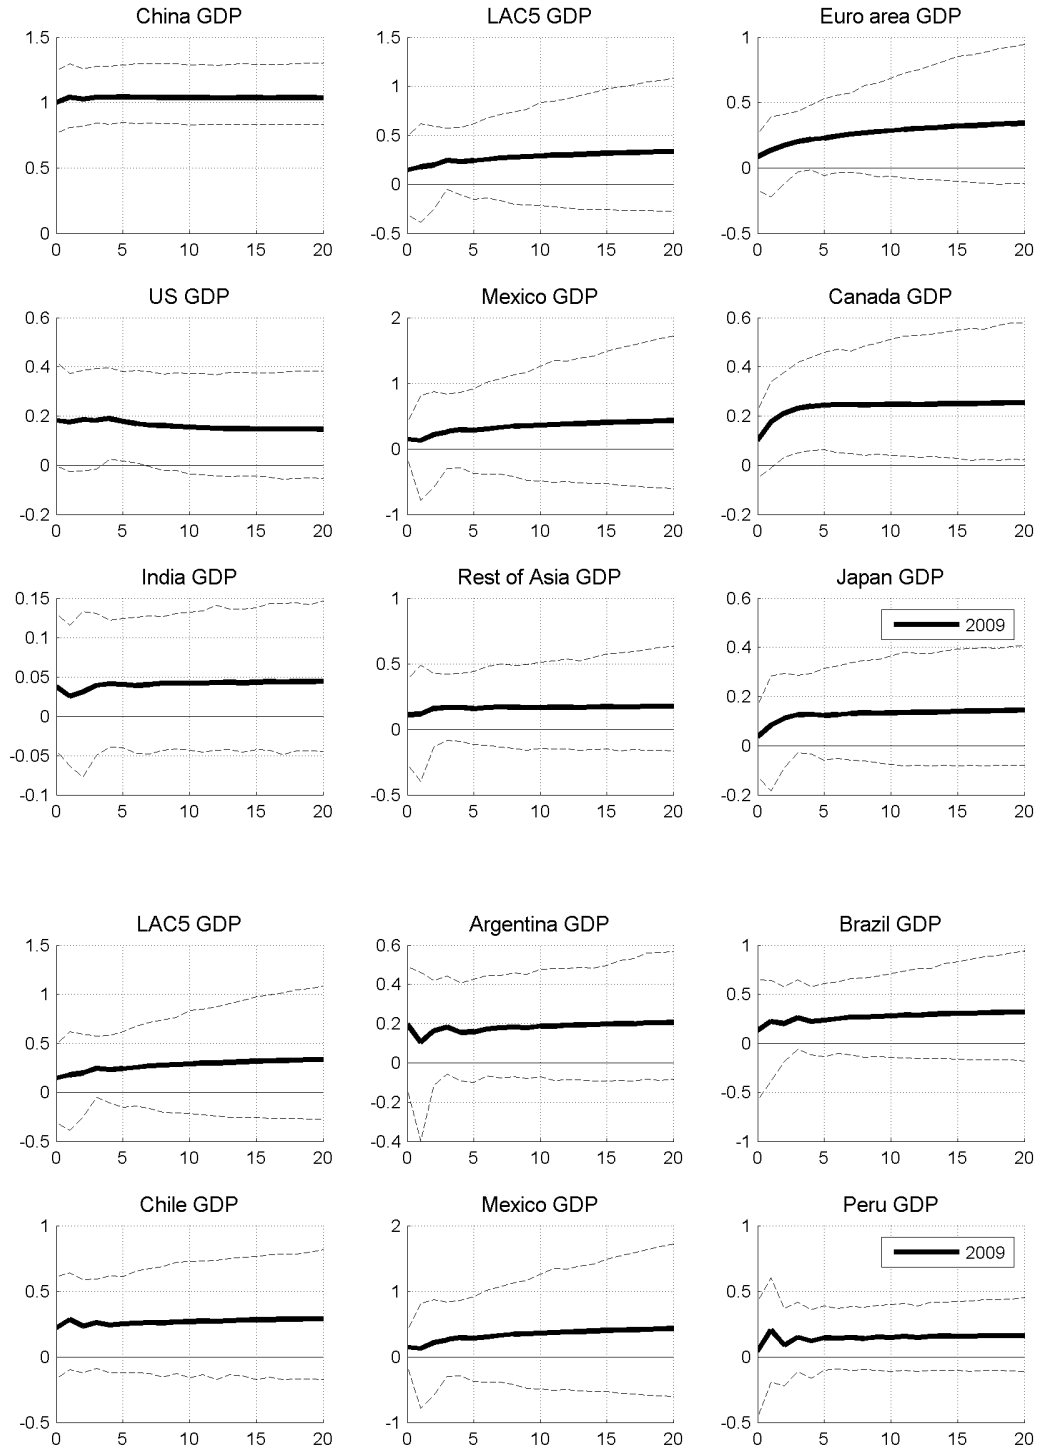 China GDP
1.5
1
0.5
0
0 5 10 15 20
LAC5 GDP
1.5
1
0.5
0
-0.5
0 5 10 15 20
Euro area GDP
1
0.5
0
-0.5
0 5 10 15 20
US GDP
0.6
0.4
0.2
0
-0.2
0 5 10 15 20
Mexico GDP
2
1
0
-1
0 5 10 15 20
Canada GDP
0.6
0.4
0.2
0
-0.2
0 5 10 15 20
India GDP
0.15
0.1
0.05
0
-0.05
-0.1
0 5 10 15 20
Rest of Asia GDP
1
0.5
0
-0.5
0 5 10 15 20
Japan GDP
0.6
0.4
0.2
0
-0.2
2009
0 5 10 15 20
LAC5 GDP
1.5
1
0.5
0
-0.5
0 5 10 15 20
Argentina GDP
0.6
0.4
0.2
0
-0.2
-0.4
0 5 10 15 20
Brazil GDP
1
0.5
0
-0.5
-1
0 5 10 15 20
Chile GDP
1
0.5
0
-0.5
0 5 10 15 20
Mexico GDP
2
1
0
-1
0 5 10 15 20
Peru GDP
1
0.5
0
-0.5
2009
0 5 10 15 20